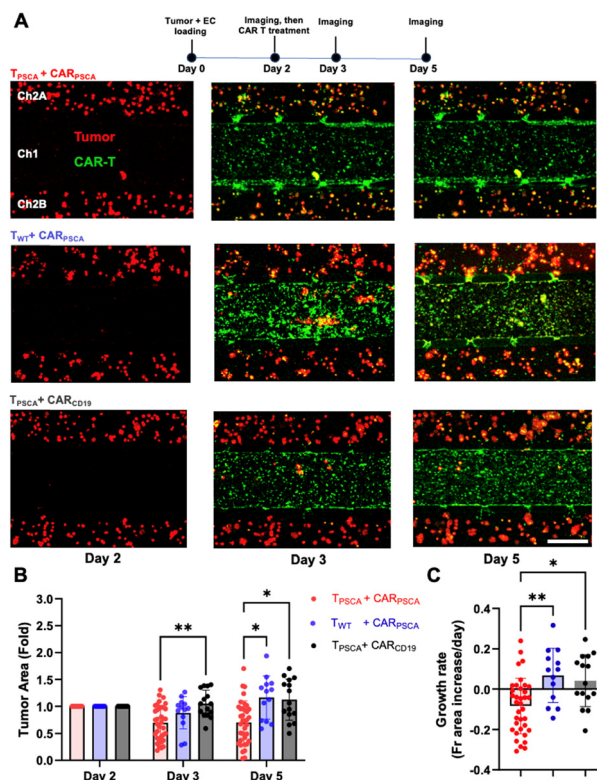 A
Tumor + EC
loading
Imaging, then
CAR T treatment
Imaging
Imaging
Day 0
Day 2
Day 3
Day 5
TPSCA + CARPSCA
Ch2A
Tumor
Ch1
CAR-T
Ch2B
TWT + CARPSCA
TPSCA + CARCD19
Day 2
Day 3
Day 5
B
Tumor Area (Fold)
3.0
2.5
2.0
1.5
1.0
0.5
0.0
**
*
*
Day 2
Day 3
Day 5
TPSCA + CARPSCA
TWT + CARPSCA
TPSCA + CARCD19
C
Growth rate
(Fr area increase/day)
0.4
0.2
0.0
-0.2
-0.4
*
**